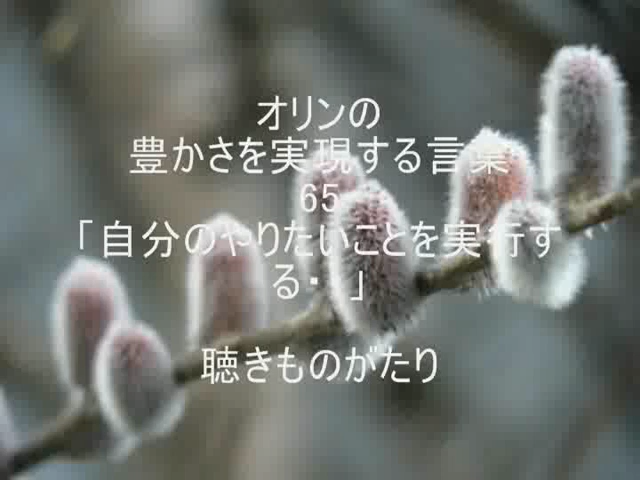 オリンの
豊かさを実現する言葉
65
「自分のやりたいことを実行す
る・　」
聴きものがたり